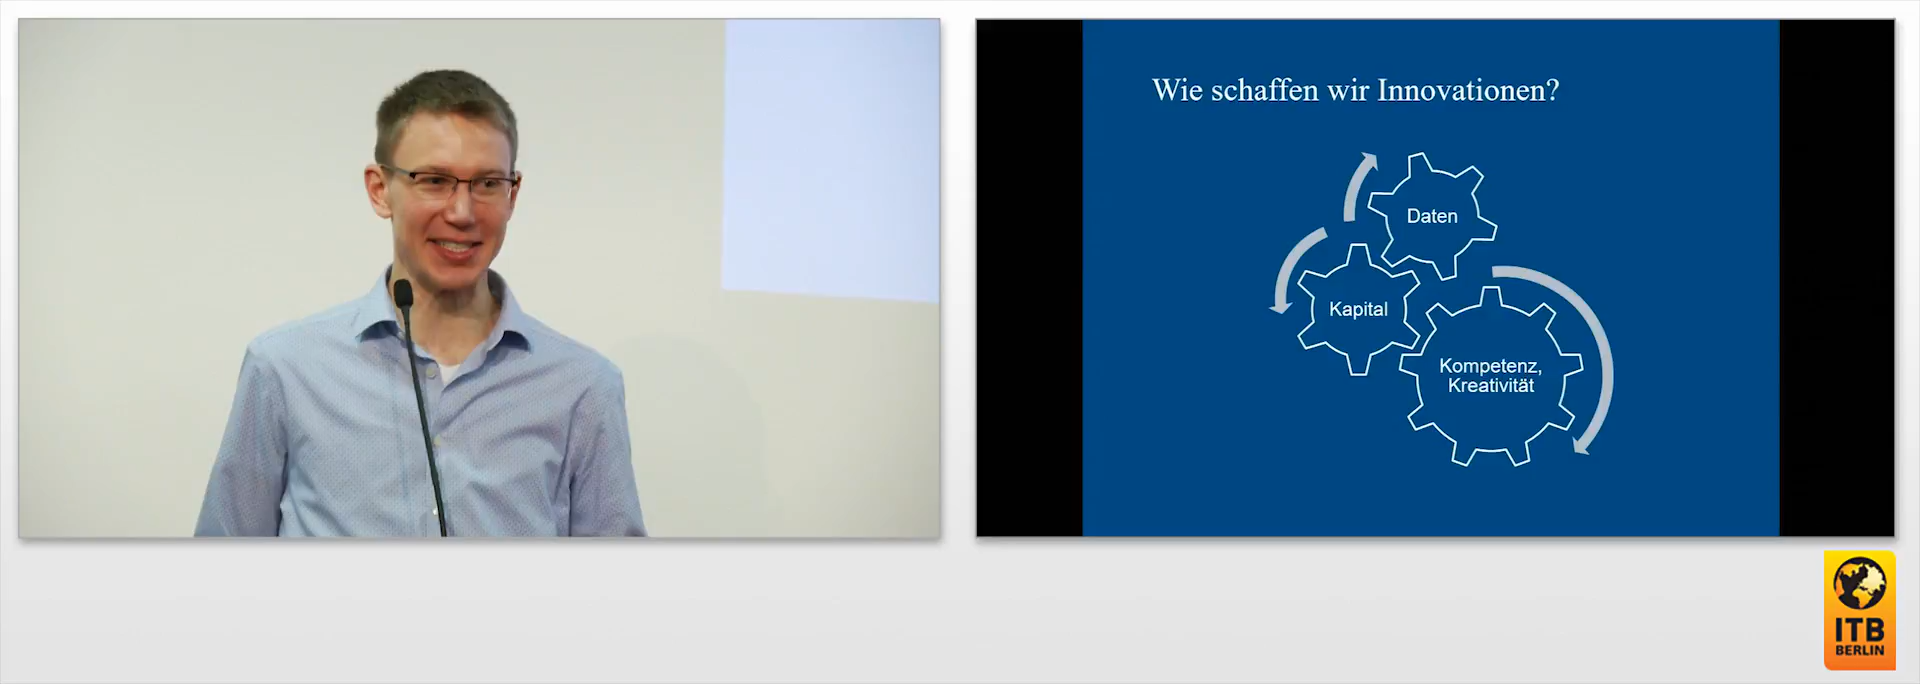 Wie schaffen wir Innovationen?
Daten
Kapital
Kompetenz,
Kreativität
ITB
BERLIN